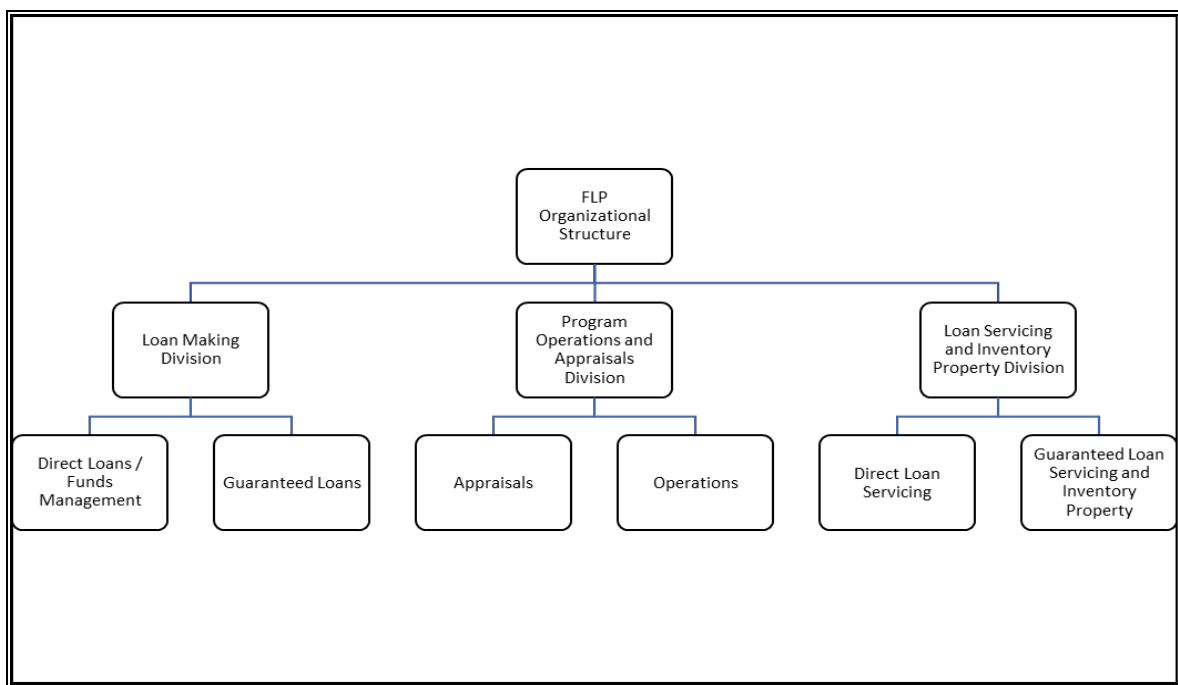 FLP
Organizational
Structure
Loan Making
Division
Program
Operations and
Appraisals
Division
Loan Servicing
and Inventory
Property Division
Direct Loans /
Funds
Management
Guaranteed Loans
Appraisals
Operations
Direct Loan
Servicing
Guaranteed Loan
Servicing and
Inventory
Property